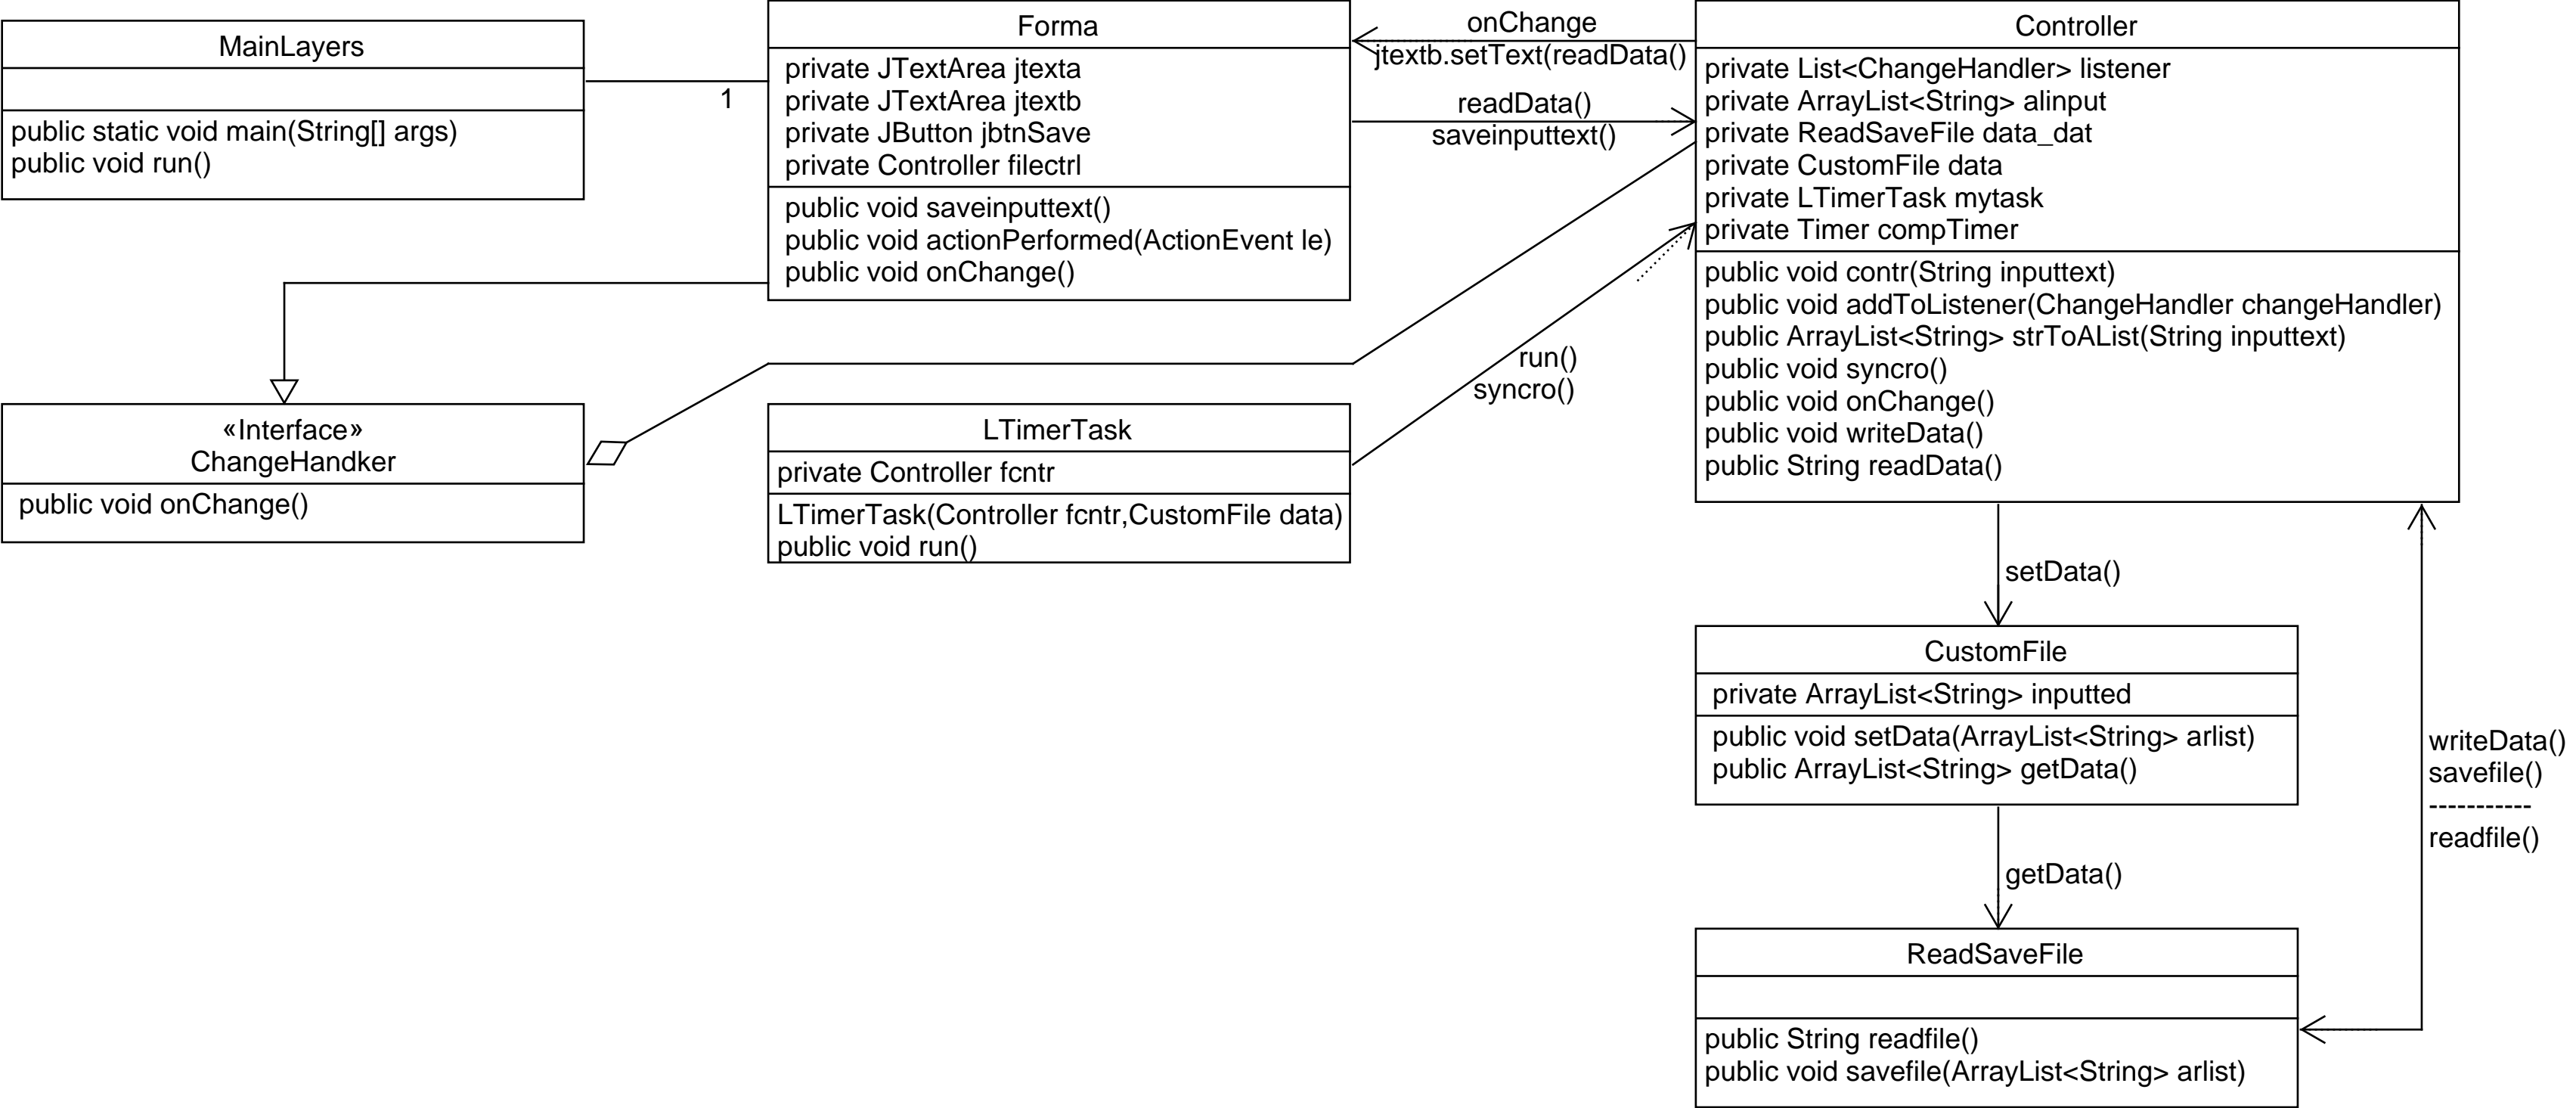 MainLayers
public static void main(String[] args)
public void run()
1
Forma
private JTextArea jtexta
private JTextArea jtextb
private JButton jbtnSave
private Controller filectrl
public void saveinputtext()
public void actionPerformed(ActionEvent le)
public void onChange()
onChange
jtextb.setText(readData()
readData()
saveinputtext()
Controller
private List<ChangeHandler> listener
private ArrayList<String> alinput
private ReadSaveFile data_dat
private CustomFile data
private LTimerTask mytask
private Timer compTimer
public void contr(String inputtext)
public void addToListener(ChangeHandler changeHandler)
public ArrayList<String> strToAList(String inputtext)
public void syncro()
public void onChange()
public void writeData()
public String readData()
«Interface»
ChangeHandker
public void onChange()
LTimerTask
private Controller fcntr
LTimerTask(Controller fcntr,CustomFile data)
public void run()
run()
syncro()
setData()
CustomFile
private ArrayList<String> inputted
public void setData(ArrayList<String> arlist)
public ArrayList<String> getData()
writeData()
savefile()
-----------
readfile()
getData()
ReadSaveFile
public String readfile()
public void savefile(ArrayList<String> arlist)